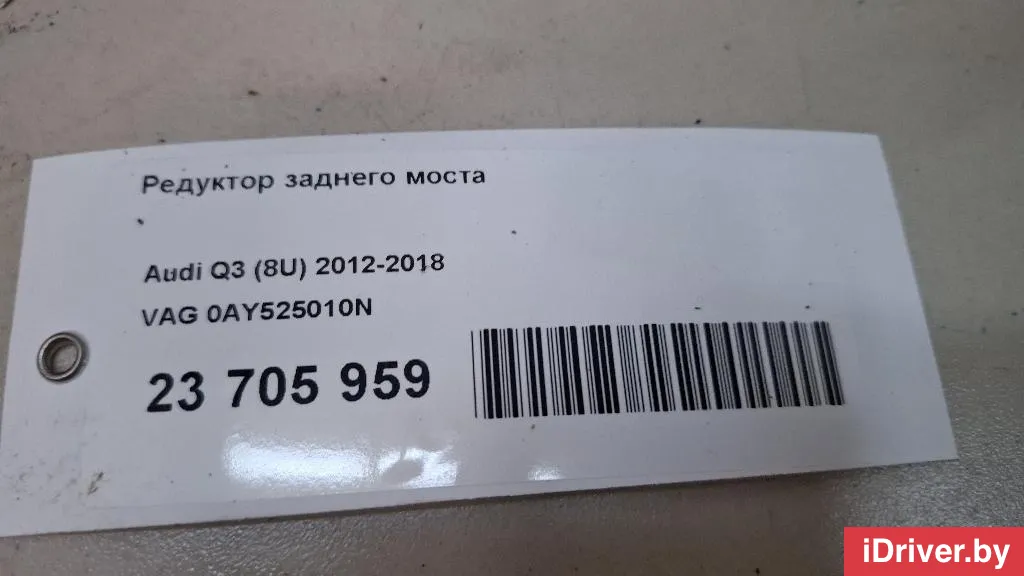 Редуктор заднего моста
Audi Q3 (8U) 2012-2018
VAG 0AY525010N
23 705 959
iDriver.by